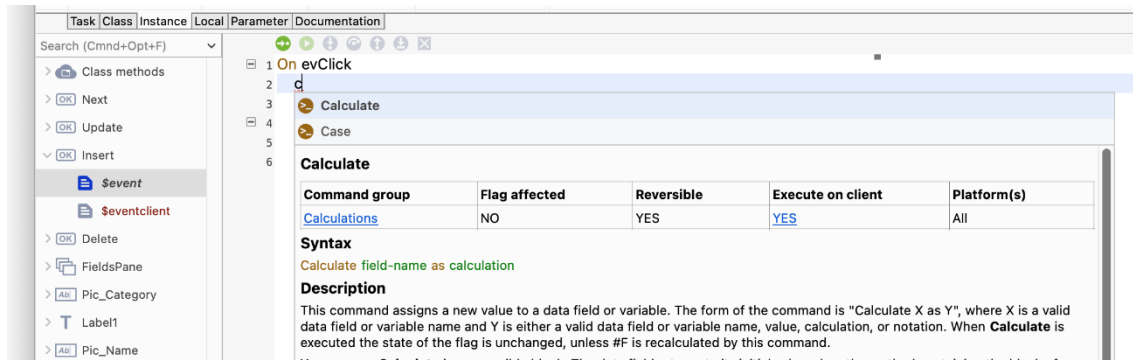 Task Class Instance Local Parameter Documentation
Search (Cmnd+Opt+F)
Class methods
Next
Update
Insert
$event
$eventclient
Delete
FieldsPane
Pic_Category
Label1
Pic_Name
1 On evClick
2 c
3
4
5
6
Calculate
Case
Calculate
Command group Flag affected Reversible Execute on client Platform(s)
Calculations NO YES YES All
Syntax
Calculate field-name as calculation
Description
This command assigns a new value to a data field or variable. The form of the command is "Calculate X as Y", where X is a valid
data field or variable name and Y is either a valid data field or variable name, value, calculation, or notation. When Calculate is
executed the state of the flag is unchanged, unless #F is recalculated by this command.